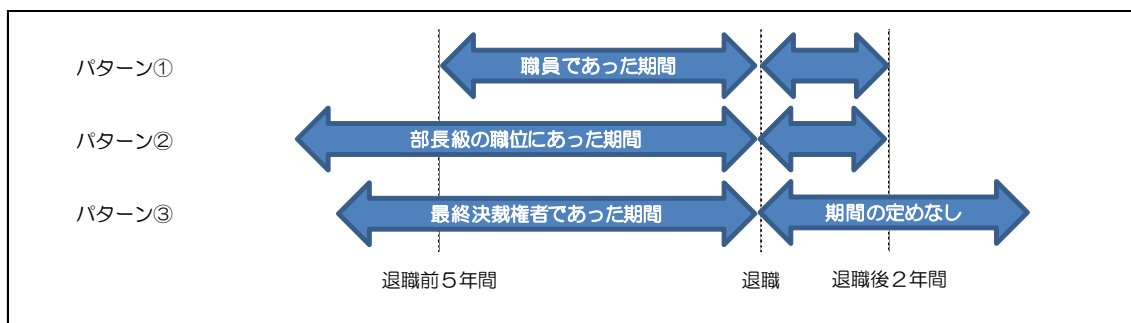 パターン①
職員であった期間
パターン②
部長級の職位にあった期間
パターン③
最終決裁権者であった期間
期間の定めなし
退職前５年間
退職
退職後２年間